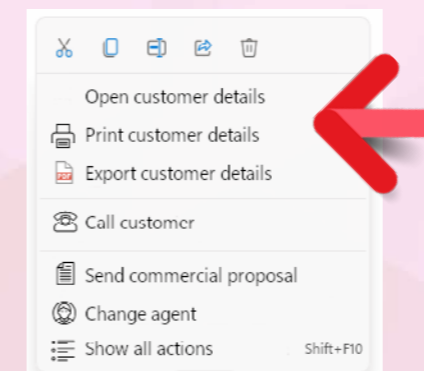 Open customer details
Print customer details
PDF
Export customer details
Call customer
Send commercial proposal
Change agent
Show all actions Shift+F10